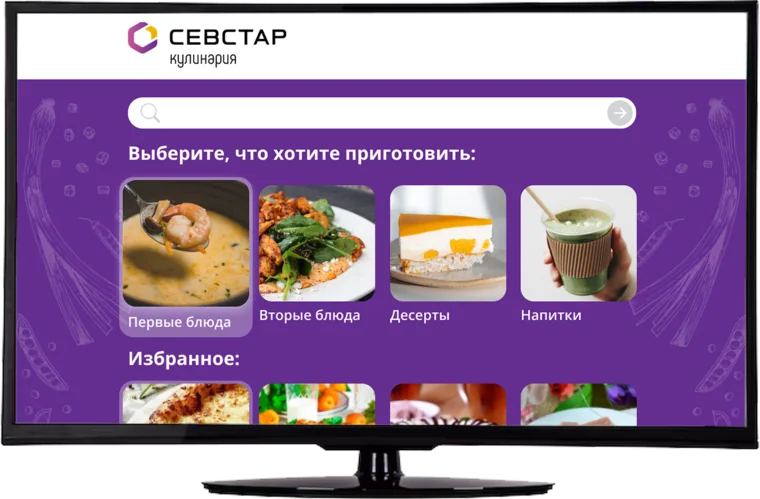 СЕВСТАР
кулинария
Выберите, что хотите приготовить:
Первые блюда
Вторые блюда
Десерты
Напитки
Избранное: